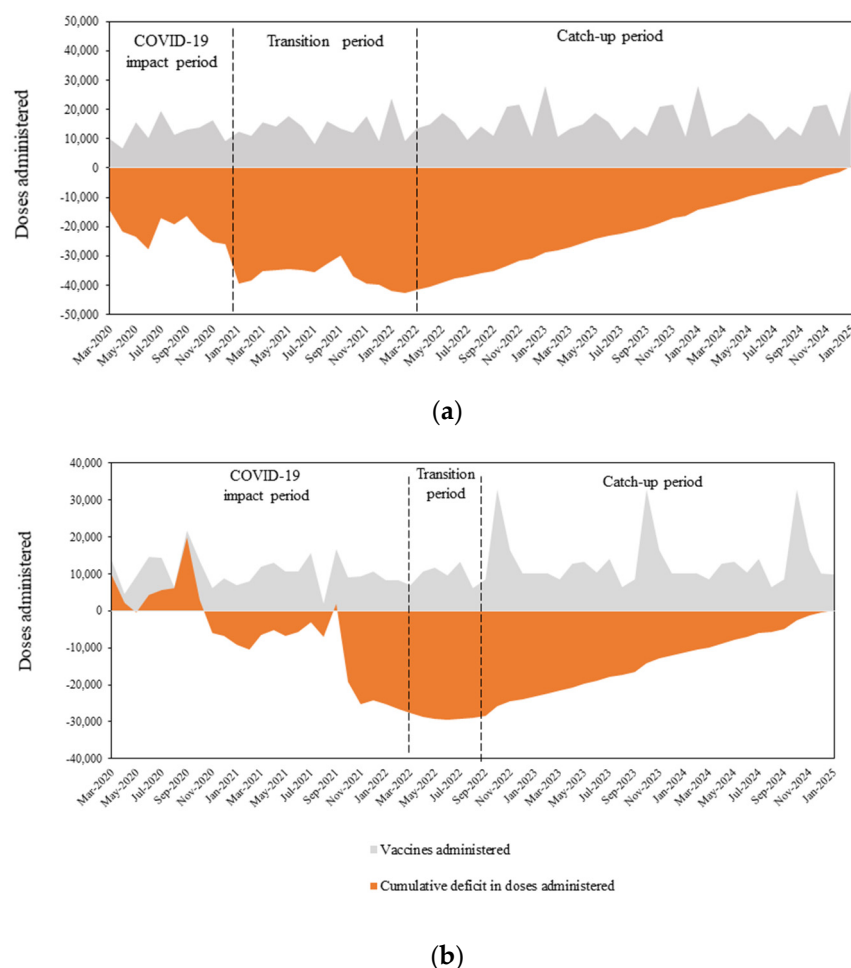 50,000
40,000
30,000
20,000
10,000
0
-10,000
-20,000
-30,000
-40,000
-50,000
Doses administered
COVID-19
impact period
Transition period
Catch-up period
Mar-2020
May-2020
Jul-2020
Sep-2020
Nov-2020
Jan-2021
Mar-2021
May-2021
Jul-2021
Sep-2021
Nov-2021
Jan-2022
Mar-2022
May-2022
Jul-2022
Sep-2022
Nov-2022
Jan-2023
Mar-2023
May-2023
Jul-2023
Sep-2023
Nov-2023
Jan-2024
Mar-2024
May-2024
Jul-2024
Sep-2024
Nov-2024
Jan-2025
(a)
40,000
30,000
20,000
10,000
0
-10,000
-20,000
-30,000
-40,000
Doses administered
COVID-19
impact period
Transition
period
Catch-up period
Mar-2020
May-2020
Jul-2020
Sep-2020
Nov-2020
Jan-2021
Mar-2021
May-2021
Jul-2021
Sep-2021
Nov-2021
Jan-2022
Mar-2022
May-2022
Jul-2022
Sep-2022
Nov-2022
Jan-2023
Mar-2023
May-2023
Jul-2023
Sep-2023
Nov-2023
Jan-2024
Mar-2024
May-2024
Jul-2024
Sep-2024
Nov-2024
Jan-2025
Vaccines administered
Cumulative deficit in doses administered
(b)